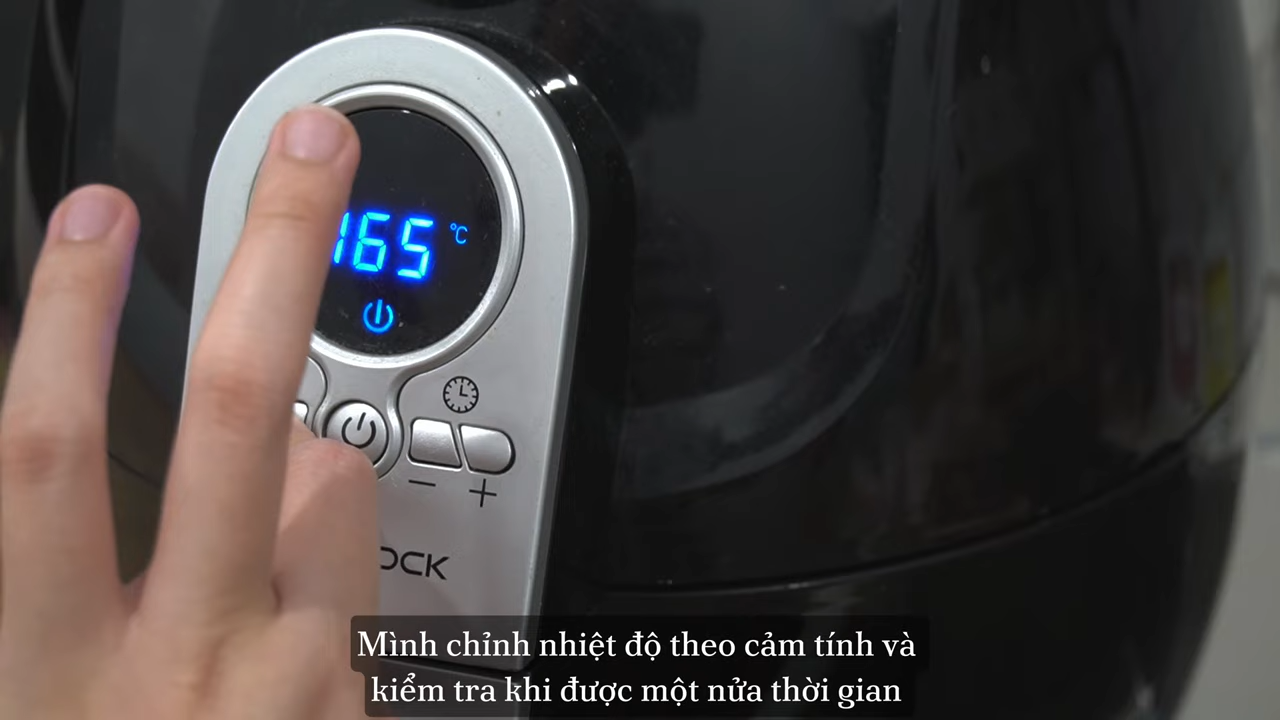 165 °C
− +
OCK
Mình chỉnh nhiệt độ theo cảm tính và
kiểm tra khi được một nửa thời gian